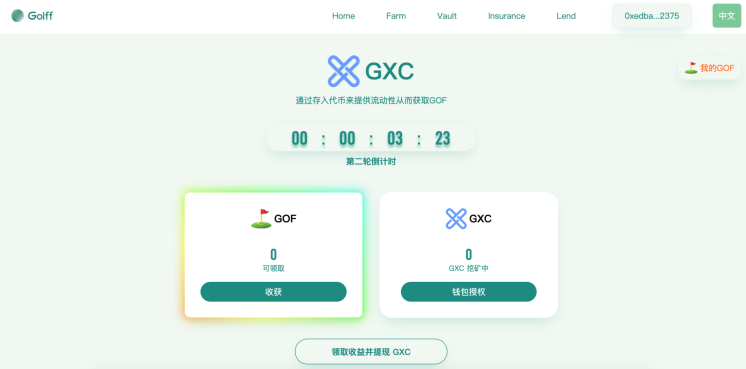 Golff Home Farm Vault Insurance Lend 0xedba...2375 中文
我的GOF
GXC
通过存入代币来提供流动性从而获取GOF
00 : 00 : 03 : 23
第二轮倒计时
GOF
0
可领取
收获
GXC
0
GXC 挖矿中
钱包授权
领取收益并提现 GXC